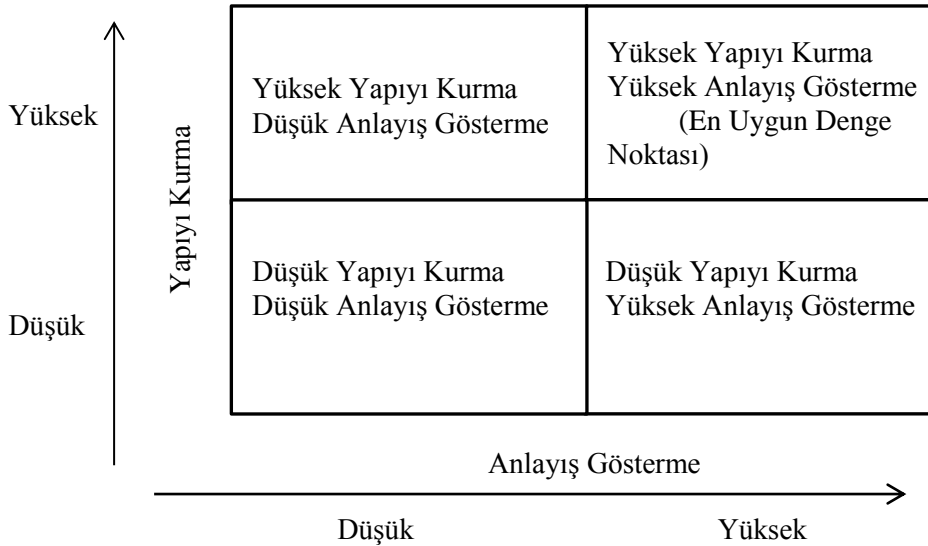 Yüksek
Yapıyı Kurma
Düşük
Yüksek Yapıyı Kurma
Düşük Anlayış Gösterme
Yüksek Yapıyı Kurma
Yüksek Anlayış Gösterme
(En Uygun Denge
Noktası)
Düşük Yapıyı Kurma
Düşük Anlayış Gösterme
Düşük Yapıyı Kurma
Yüksek Anlayış Gösterme
Anlayış Gösterme
Düşük
Yüksek